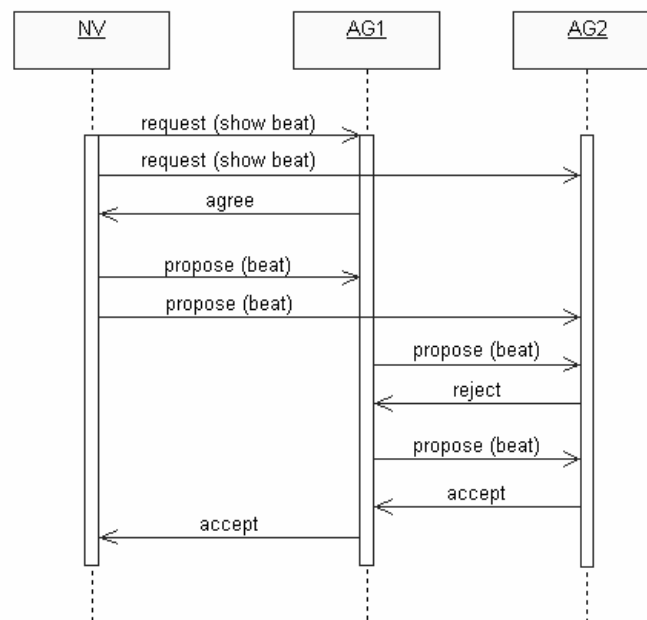 NV
AG1
AG2
request (show beat)
request (show beat)
agree
propose (beat)
propose (beat)
propose (beat)
reject
propose (beat)
accept
accept